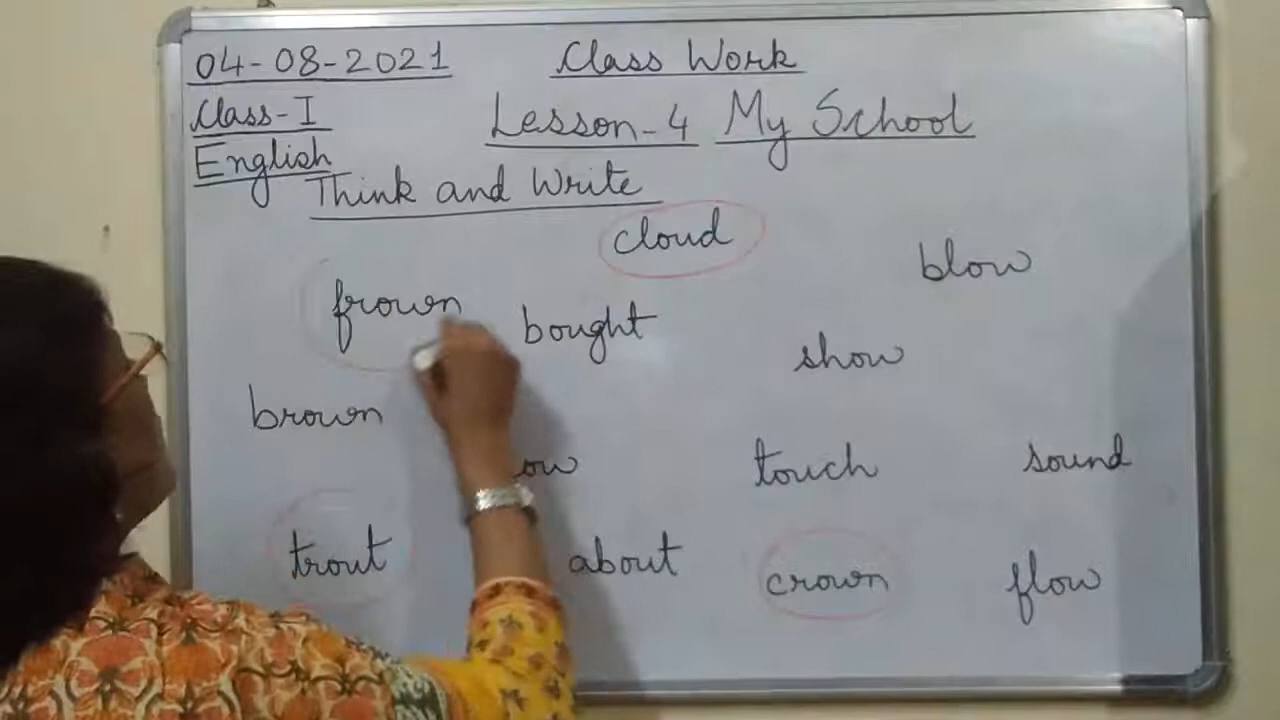 04-08-2021 Class Work
Class-I Lesson-4 My School
English
Think and Write
cloud
blow
frown bought
show
brown
touch sound
trout about crown flow